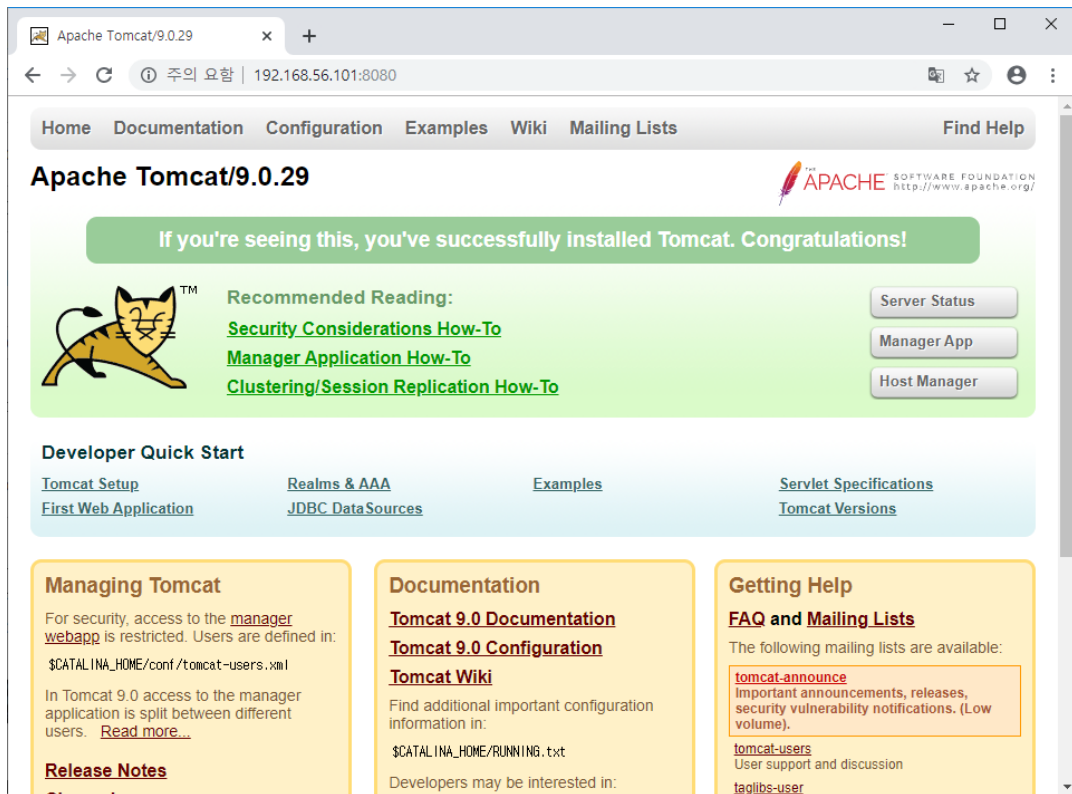 Apache Tomcat/9.0.29
주의 요함 192.168.56.101:8080
Home Documentation Configuration Examples Wiki Mailing Lists Find Help
Apache Tomcat/9.0.29
THE
APACHE SOFTWARE FOUNDATION
http://www.apache.org/
If you're seeing this, you've successfully installed Tomcat. Congratulations!
TM
Recommended Reading:
Security Considerations How-To
Manager Application How-To
Clustering/Session Replication How-To
Server Status
Manager App
Host Manager
Developer Quick Start
Tomcat Setup
First Web Application
Realms & AAA
JDBC DataSources
Examples
Servlet Specifications
Tomcat Versions
Managing Tomcat
For security, access to the manager
webapp is restricted. Users are defined in:
$CATALINA_HOME/conf/tomcat-users.xml
In Tomcat 9.0 access to the manager
application is split between different
users. Read more...
Release Notes
Documentation
Tomcat 9.0 Documentation
Tomcat 9.0 Configuration
Tomcat Wiki
Find additional important configuration
information in:
$CATALINA_HOME/RUNNING.txt
Developers may be interested in:
Getting Help
FAQ and Mailing Lists
The following mailing lists are available:
tomcat-announce
Important announcements, releases,
security vulnerability notifications. (Low
volume).
tomcat-users
User support and discussion
taglibs-user